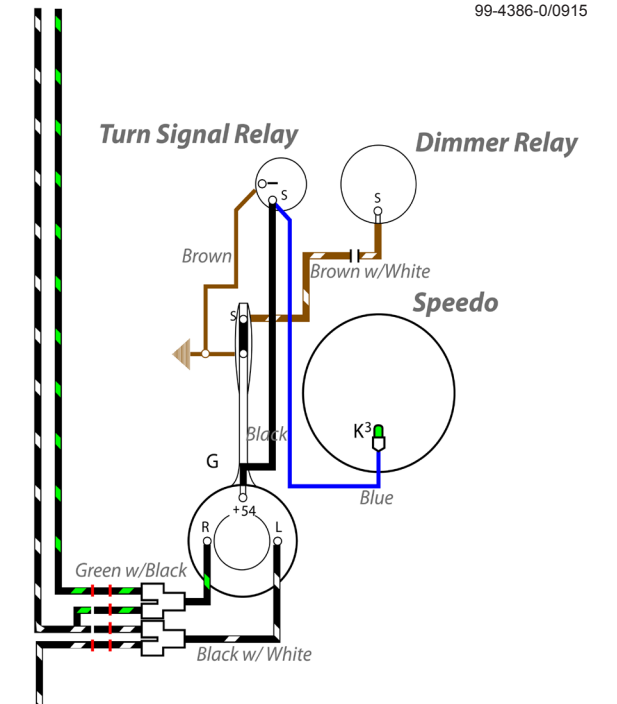 99-4386-0/0915
Turn Signal Relay
Dimmer Relay
S
S
Brown
Brown w/White
Speedo
S
K3
Black
G
Blue
+54
R
L
Green w/Black
Black w/ White